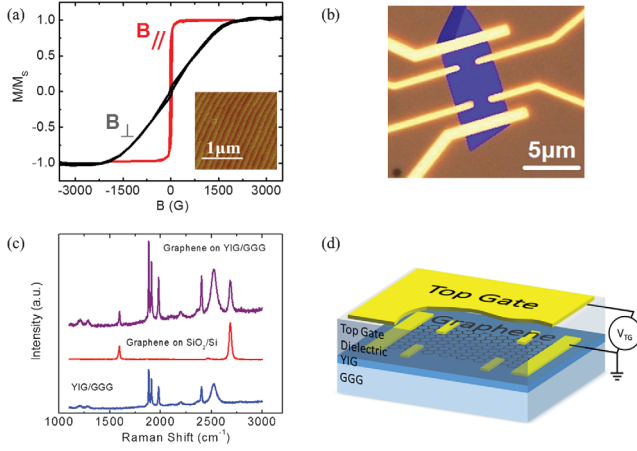 (a)
1.0
0.5
0.0
-0.5
-1.0
M/Ms
B//
B⊥
1μm
-3500
-1500
0
1500
3500
B (G)
(b)
5μm
(c)
Graphene on YIG/GGG
Graphene on SiO2/Si
YIG/GGG
Intensity (a.u.)
1000
1500
2000
2500
3000
Raman Shift (cm-1)
(d)
Top Gate
Graphene
Top Gate
Dielectric
YIG
GGG
VTG